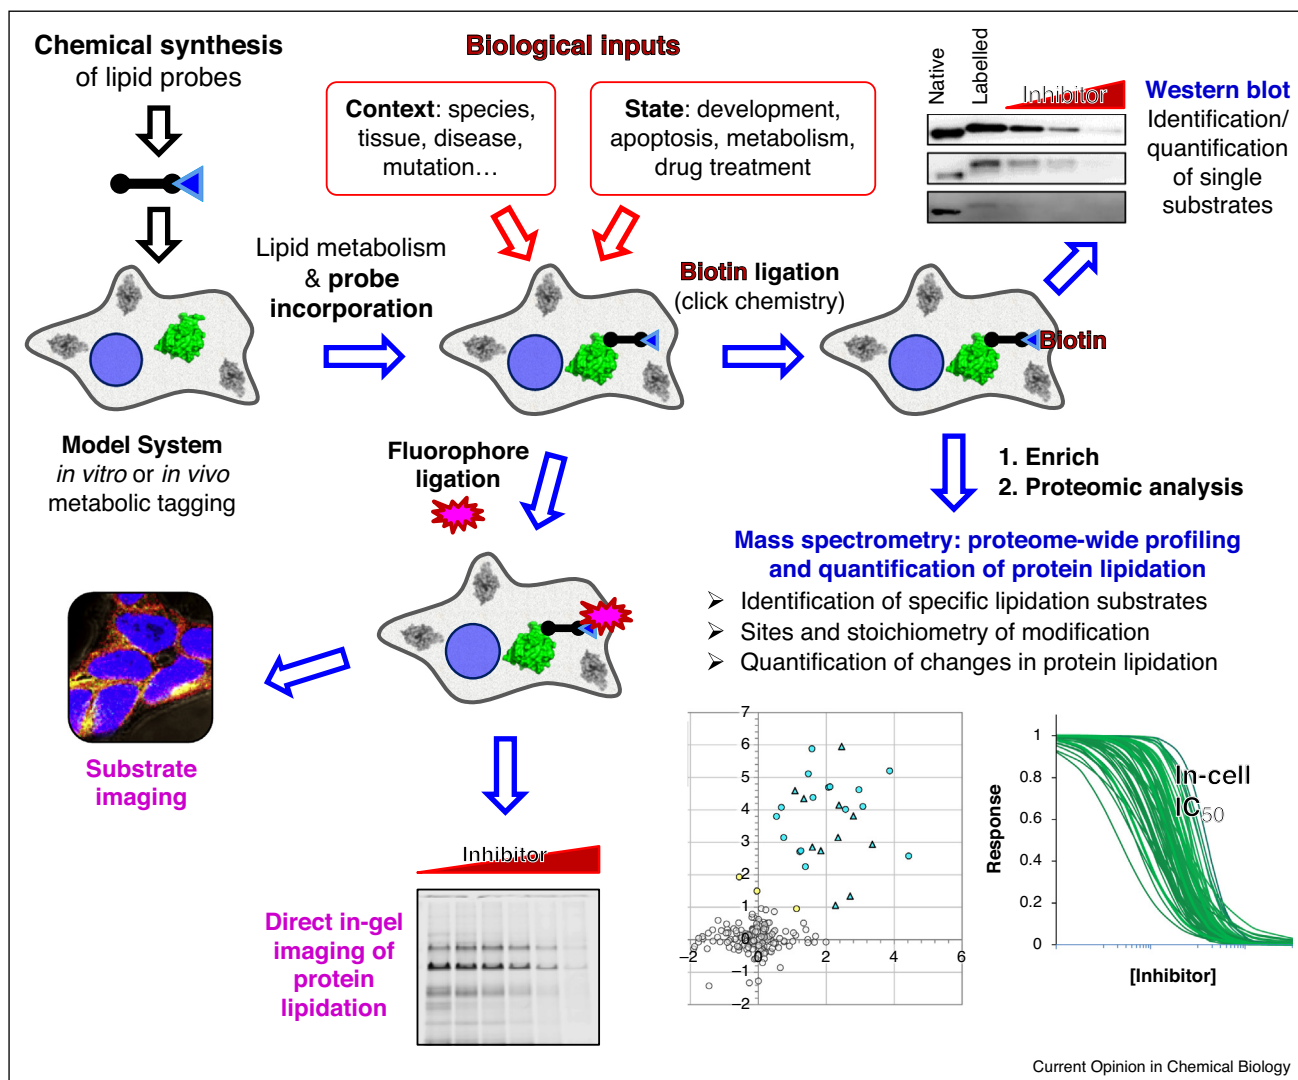 Chemical synthesis
of lipid probes
Biological inputs
Context: species,
tissue, disease,
mutation…
State: development,
apoptosis, metabolism,
drug treatment
Native
Labelled
Inhibitor
Western blot
Identification/
quantification
of single
substrates
Lipid metabolism
& probe
incorporation
Biotin ligation
(click chemistry)
Biotin
Model System
in vitro or in vivo
metabolic tagging
Fluorophore
ligation
1. Enrich
2. Proteomic analysis
Mass spectrometry: proteome-wide profiling
and quantification of protein lipidation
➢ Identification of specific lipidation substrates
➢ Sites and stoichiometry of modification
➢ Quantification of changes in protein lipidation
Substrate
imaging
Inhibitor
Direct in-gel
imaging of
protein
lipidation
7
6
5
4
3
2
1
0
−1
−2
−2
0
2
4
6
Response
1
0.8
0.6
0.4
0.2
0
In-cell
IC50
[Inhibitor]
Current Opinion in Chemical Biology